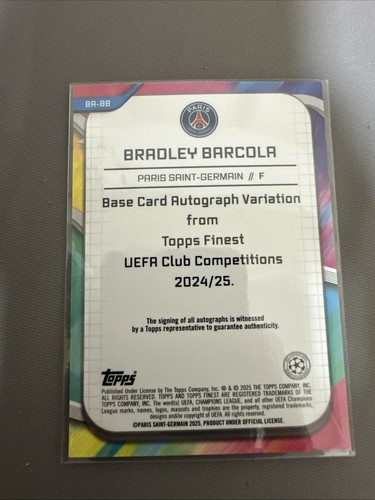 BA-BB
PARIS
BRADLEY BARCOLA
PARIS SAINT-GERMAIN // F
Base Card Autograph Variation
from
Topps Finest
UEFA Club Competitions
2024/25.
The signing of all autographs is witnessed
by a Topps representative to guarantee authenticity.
topps
Published Under License by The Topps Company, Inc. ® & © 2025 THE TOPPS COMPANY, INC.
ALL RIGHTS RESERVED. TOPPS AND TOPPS FINEST ARE REGISTERED TRADEMARKS OF THE
TOPPS COMPANY, INC. The word(s) UEFA, CHAMPIONS LEAGUE, and all other UEFA Champions
League marks, names, logos, mascots and trophies are the property, registered trademarks,
designs and/or copyright of UEFA. All rights reserved.
©PARIS SAINT-GERMAIN 2025. PRODUCT UNDER OFFICIAL LICENSE.